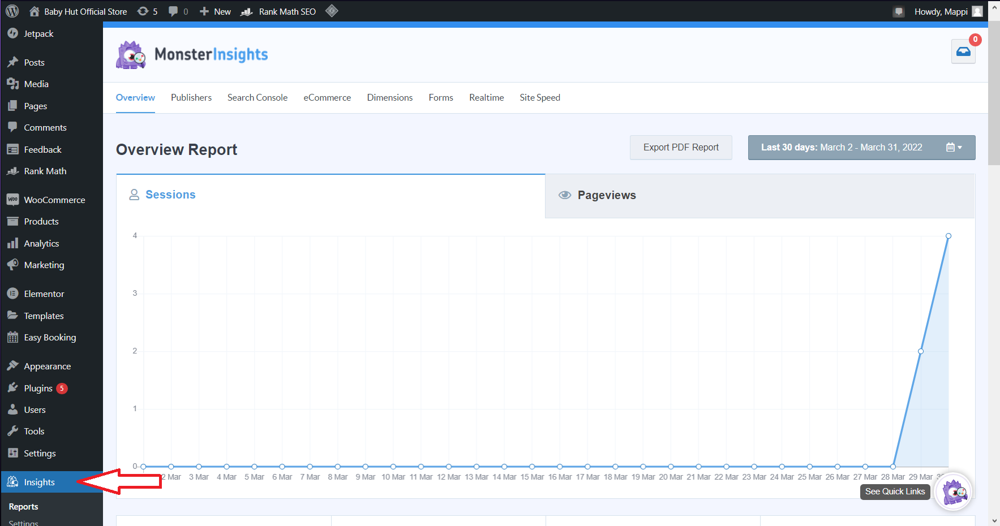 Baby Hut Official Store 5 0 New Rank Math SEO Howdy, Mappi
Jetpack
Posts
Media
Pages
Comments
Feedback
Rank Math
WOO WooCommerce
Products
Analytics
Marketing
Elementor
Templates
Easy Booking
Appearance
Plugins 5
Users
Tools
Settings
Insights
Reports
Settings
MonsterInsights
0
Overview Publishers Search Console eCommerce Dimensions Forms Realtime Site Speed
Overview Report
Export PDF Report
Last 30 days: March 2 - March 31, 2022
Sessions
Pageviews
4
3
2
1
0
2 Mar 3 Mar 4 Mar 5 Mar 6 Mar 7 Mar 8 Mar 9 Mar 10 Mar 11 Mar 12 Mar 13 Mar 14 Mar 15 Mar 16 Mar 17 Mar 18 Mar 19 Mar 20 Mar 21 Mar 22 Mar 23 Mar 24 Mar 25 Mar 26 Mar 27 Mar 28 Mar 29 Mar
See Quick Links